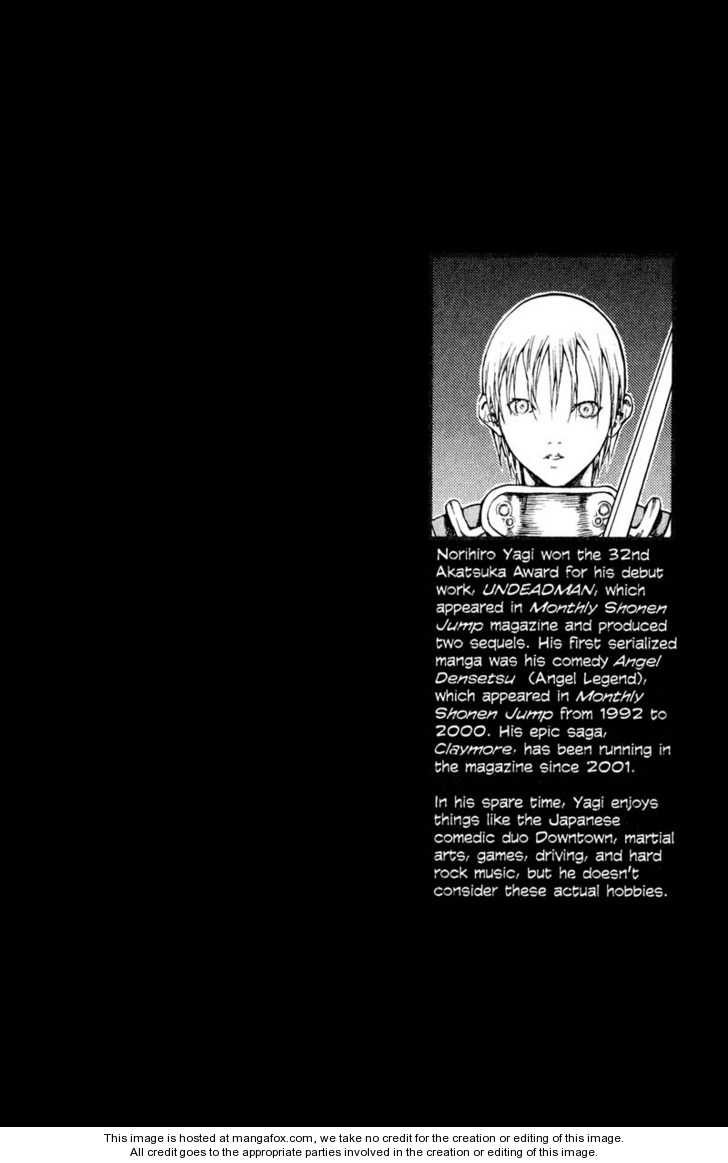 Norihiro Yagi won the 32nd
Akatsuka Award for his debut
work, UNDEADMAN, which
appeared in Monthly Shonen
Jump magazine and produced
two sequels. His first serialized
manga was his comedy Angel
Densetsu (Angel Legend),
which appeared in Monthly
Shonen Jump from 1992 to
2000. His epic saga,
Claymore, has been running in
the magazine since 2001.
In his spare time, Yagi enjoys
things like the Japanese
comedic duo Downtown, martial
arts, games, driving, and hard
rock music, but he doesn't
consider these actual hobbies.
This image is hosted at mangafox.com, we take no credit for the creation or editing of this image.
All credit goes to the appropriate parties involved in the creation or editing of this image.